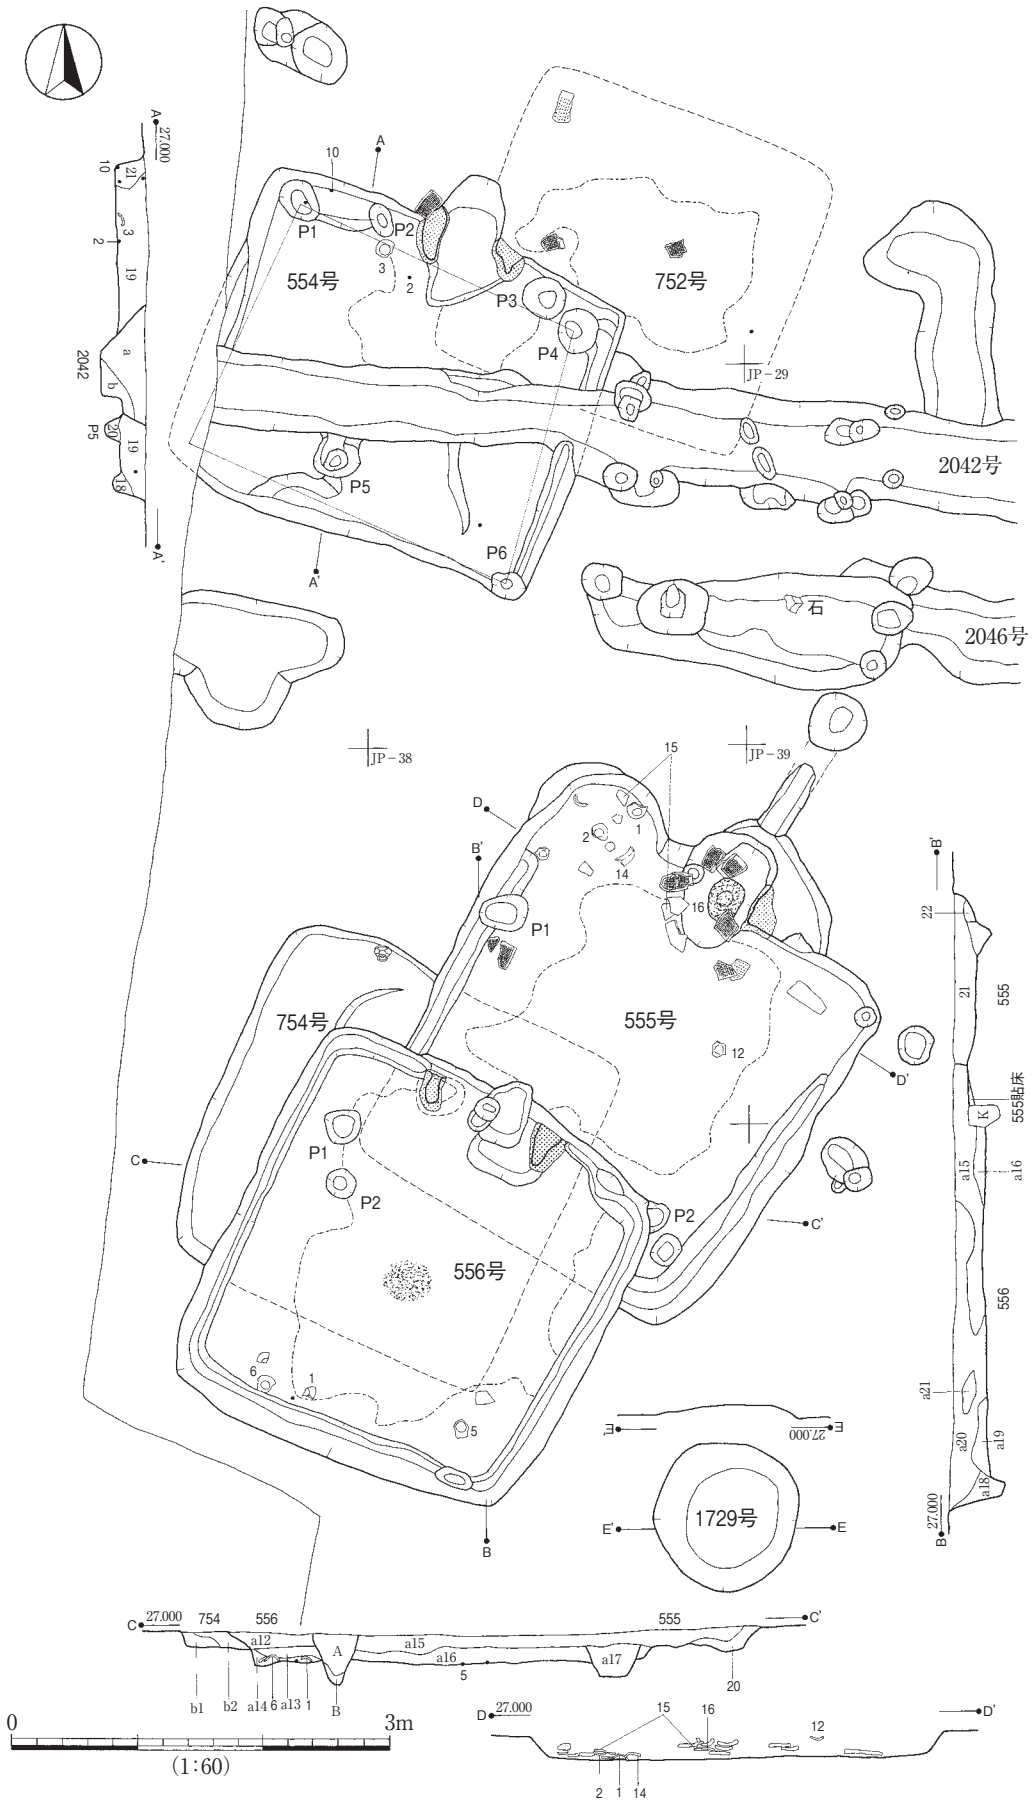 A
27.000
10
21
3
2
19
a
2042
b
P5
20
19
18
A'
10
A
P1
P2
3
2
554号
P3
P4
752号
JP-29
2042号
P5
P6
A'
石
2046号
JP-38
JP-39
15
D
1
2
14
B'
16
P1
754号
555号
12
D'
C
P1
P2
P2
C'
556号
6
1
5
B
B'
22
21
555
555貼床
K
a15
a16
556
a21
a20
a19
a18
27.000
B
E'
27.000
E
1729号
E'
E
C
27.000
754
556
555
C'
a12
A
a15
a16
a17
5
20
b1
b2
a14
6
a13
1
B
0
3m
(1:60)
D
27.000
15
16
12
D'
2
1
14